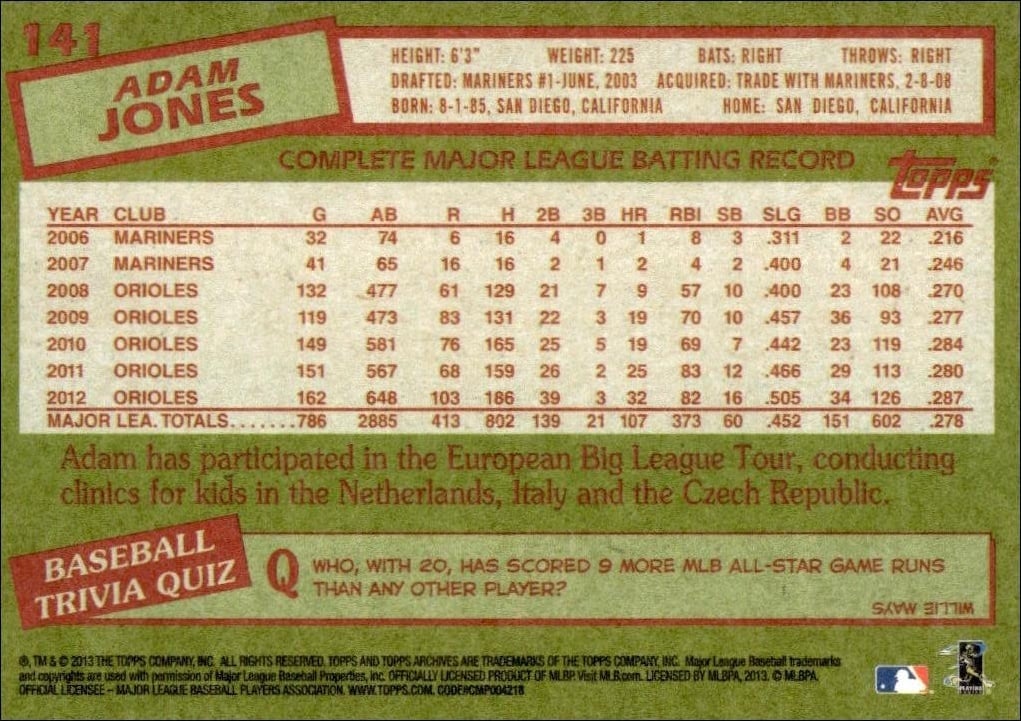 141
ADAM
JONES
HEIGHT: 6'3" WEIGHT: 225 BATS: RIGHT THROWS: RIGHT
DRAFTED: MARINERS #1-JUNE, 2003 ACQUIRED: TRADE WITH MARINERS, 2-8-08
BORN: 8-1-85, SAN DIEGO, CALIFORNIA HOME: SAN DIEGO, CALIFORNIA
COMPLETE MAJOR LEAGUE BATTING RECORD
Topps®
YEAR CLUB G AB R H 2B 3B HR RBI SB SLG BB SO AVG
2006 MARINERS 32 74 6 16 4 0 1 8 3 .311 2 22 .216
2007 MARINERS 41 65 16 16 2 1 2 4 2 .400 4 21 .246
2008 ORIOLES 132 477 61 129 21 7 9 57 10 .400 23 108 .270
2009 ORIOLES 119 473 83 131 22 3 19 70 10 .457 36 93 .277
2010 ORIOLES 149 581 76 165 25 5 19 69 7 .442 23 119 .284
2011 ORIOLES 151 567 68 159 26 2 25 83 12 .466 29 113 .280
2012 ORIOLES 162 648 103 186 39 3 32 82 16 .505 34 126 .287
MAJOR LEA. TOTALS.......786 2885 413 802 139 21 107 373 60 .452 151 602 .278
Adam has participated in the European Big League Tour, conducting
clinics for kids in the Netherlands, Italy and the Czech Republic.
BASEBALL
TRIVIA QUIZ
Q WHO, WITH 20, HAS SCORED 9 MORE MLB ALL-STAR GAME RUNS
THAN ANY OTHER PLAYER?
WILLIE MAYS
®, TM & © 2013 THE TOPPS COMPANY, INC. ALL RIGHTS RESERVED. TOPPS AND TOPPS ARCHIVES ARE TRADEMARKS OF THE TOPPS COMPANY, INC. Major League Baseball trademarks
and copyrights are used with permission of Major League Baseball Properties, Inc. OFFICIALLY LICENSED PRODUCT OF MLBP. Visit MLB.com. LICENSED BY MLBPA, 2013. © MLBPA.
OFFICIAL LICENSEE – MAJOR LEAGUE BASEBALL PLAYERS ASSOCIATION. WWW.TOPPS.COM. CODE#CMP004218